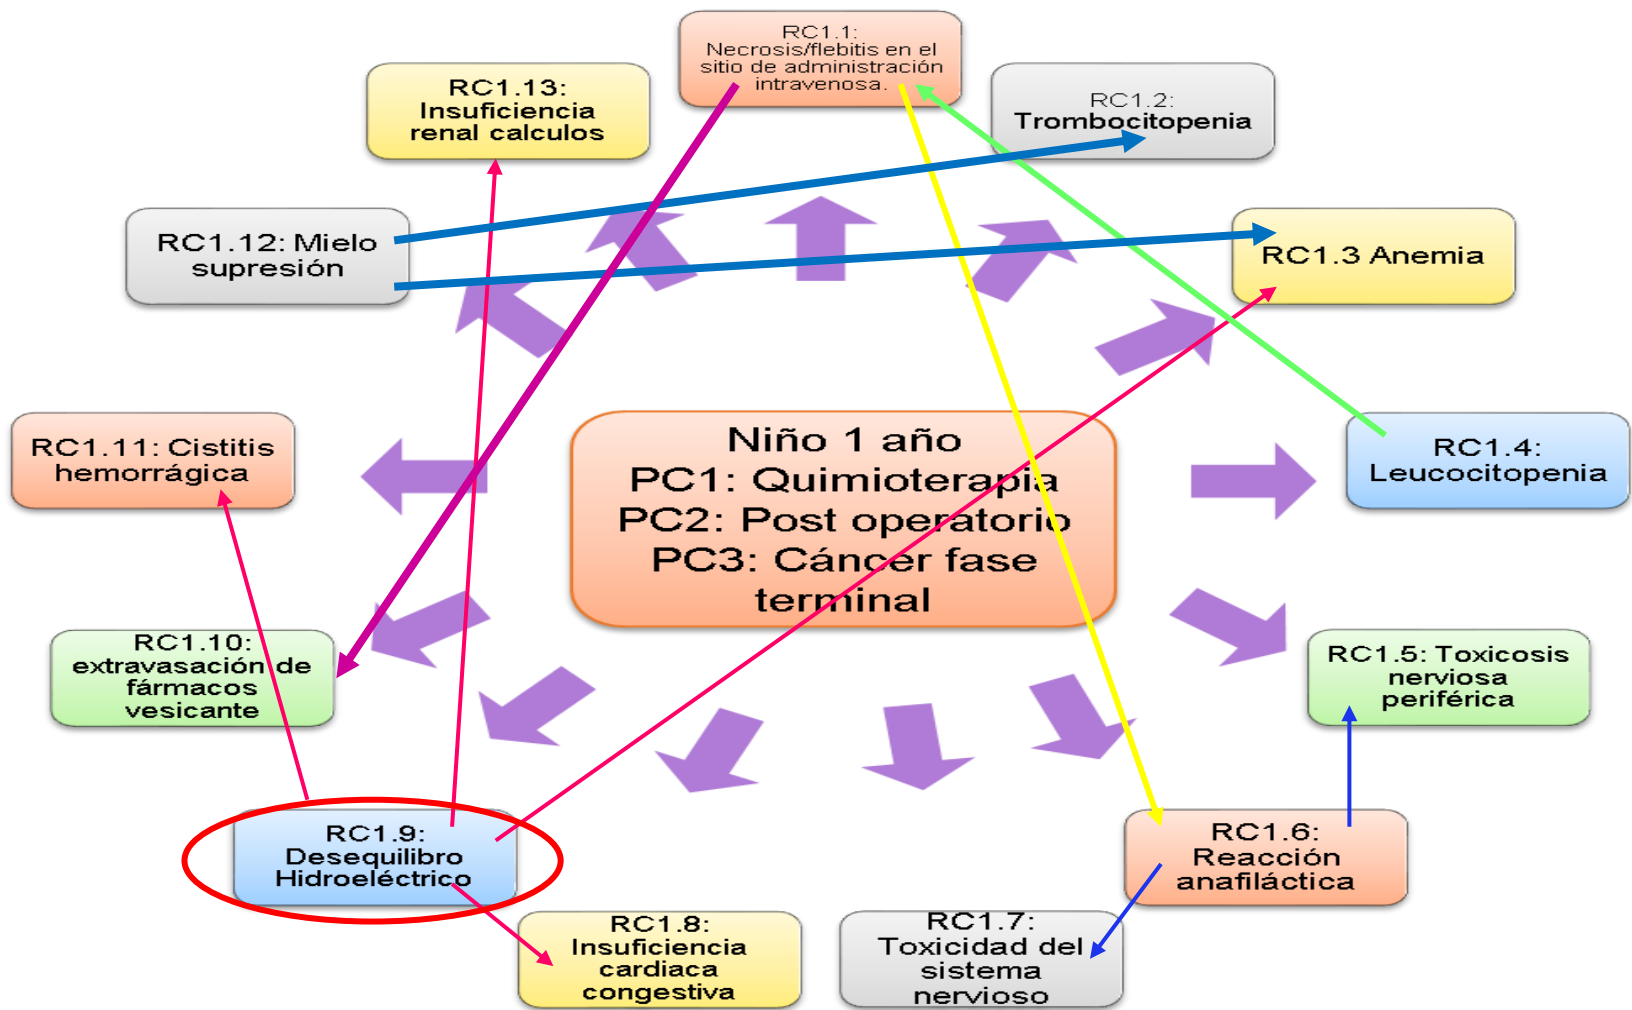 RC1.1:
Necrosis/flebitis en el
sitio de administración
intravenosa.
RC1.2:
Trombocitopenia
RC1.3 Anemia
RC1.4:
Leucocitopenia
RC1.5: Toxicosis
nerviosa
periférica
RC1.6:
Reacción
anafiláctica
RC1.7:
Toxicidad del
sistema
nervioso
RC1.8:
Insuficiencia
cardiaca
congestiva
RC1.9:
Desequilibro
Hidroeléctrico
RC1.10:
extravasación de
fármacos
vesicante
RC1.11: Cistitis
hemorrágica
RC1.12: Mielo
supresión
RC1.13:
Insuficiencia
renal calculos
Niño 1 año
PC1: Quimioterapia
PC2: Post operatorio
PC3: Cáncer fase
terminal